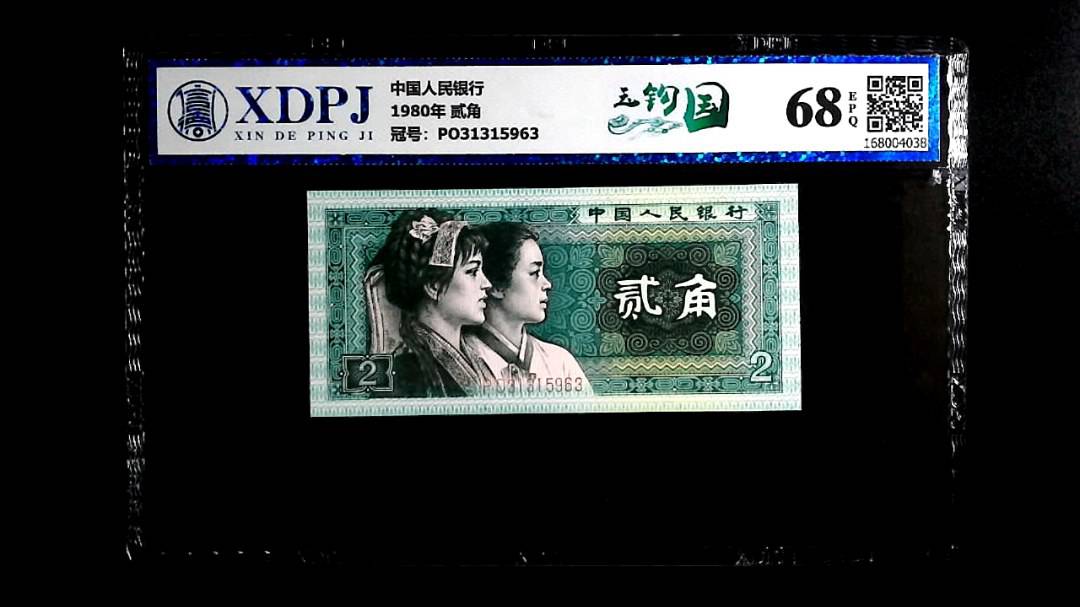 XDPJ
XIN DE PING JI
中国人民银行
1980年 贰角
冠号: PO31315963
玉钩国
68
EPQ
168004038
中国人民银行
贰角
2
2
PO31315963